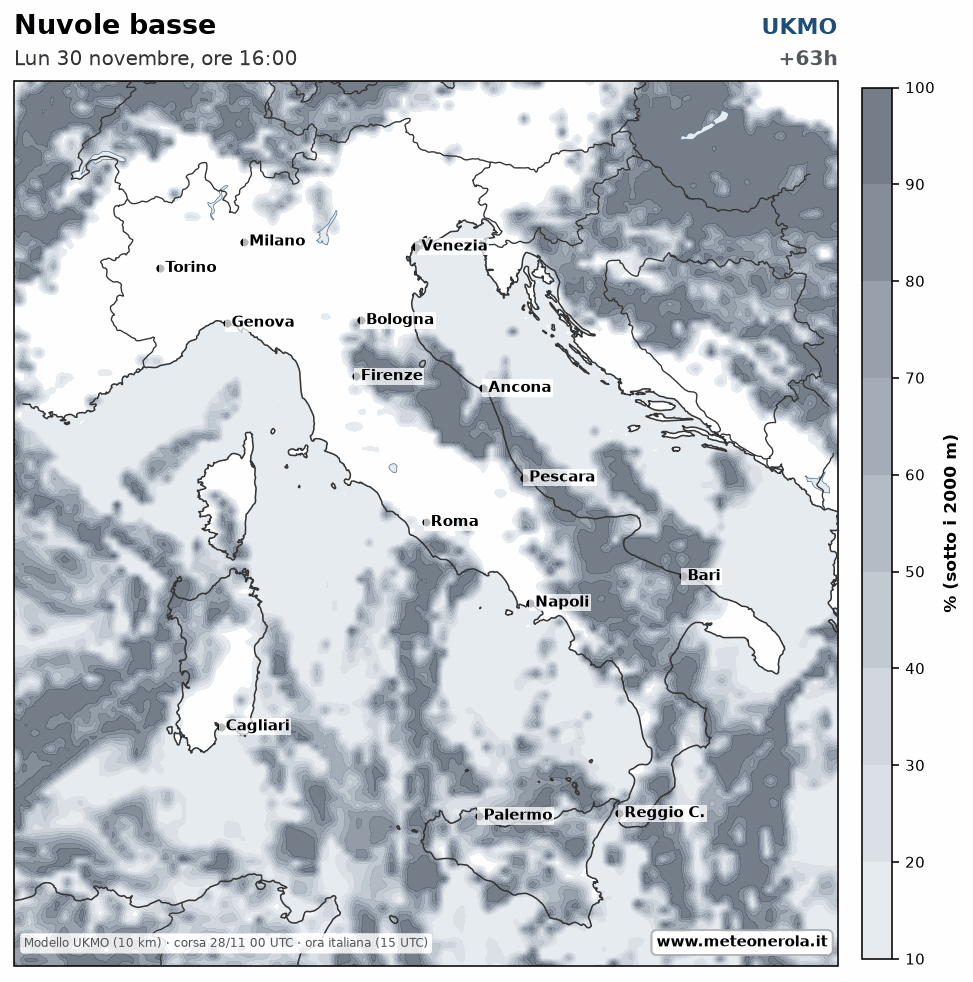 Nuvole basse
UKMO
Lun 30 novembre, ore 16:00
+63h
Milano
Venezia
Torino
Genova
Bologna
Firenze
Ancona
Pescara
Roma
Bari
Napoli
Cagliari
Palermo
Reggio C.
Modello UKMO (10 km) · corsa 28/11 00 UTC · ora italiana (15 UTC)
www.meteonerola.it
100
90
80
70
60
50
40
30
20
10
% (sotto i 2000 m)